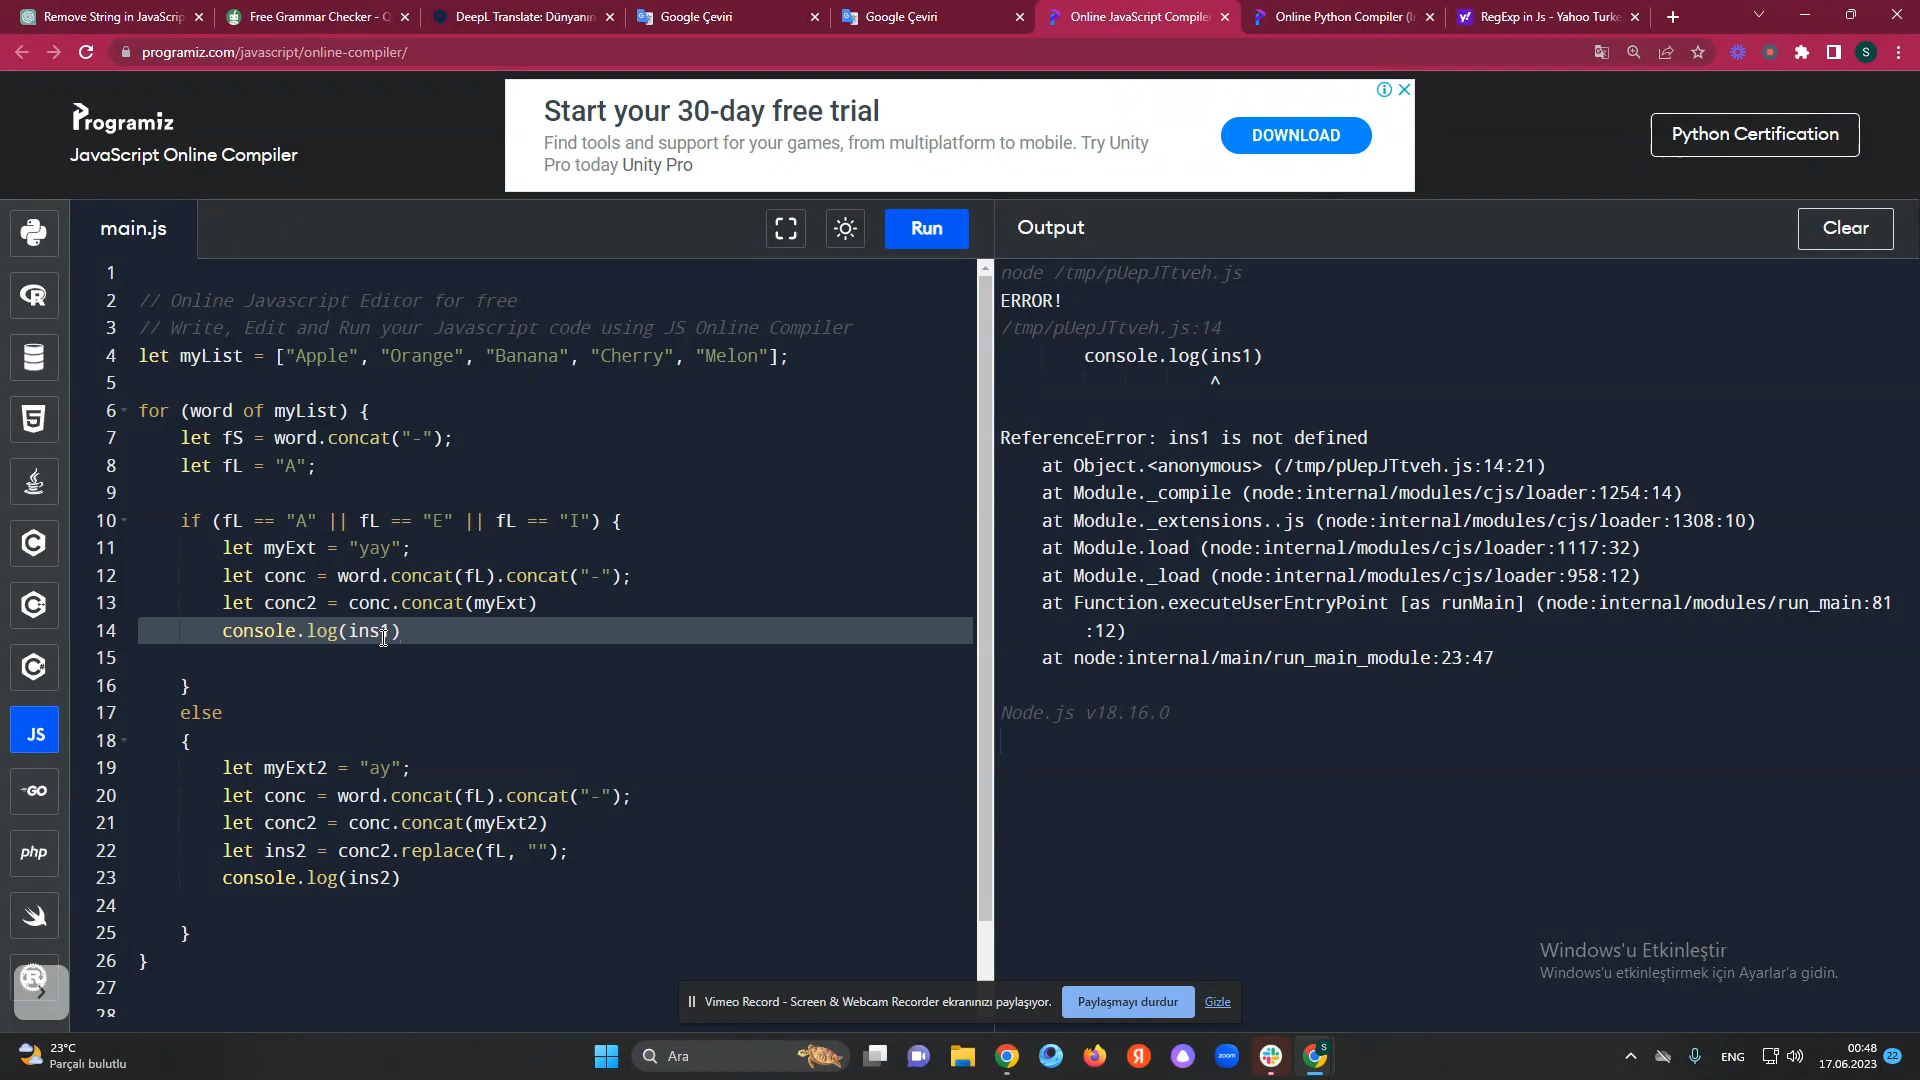 Remove String in JavaScrip
Free Grammar Checker - Q
DeepL Translate: Dünyanın
Google Çeviri
Google Çeviri
Online JavaScript Compiler
Online Python Compiler (In
RegExp in Js - Yahoo Turke
programiz.com/javascript/online-compiler/
S
Programiz
JavaScript Online Compiler
Start your 30-day free trial
Find tools and support for your games, from multiplatform to mobile. Try Unity
Pro today Unity Pro
DOWNLOAD
Python Certification
main.js
Run
Output
Clear
1
2 // Online Javascript Editor for free
3 // Write, Edit and Run your Javascript code using JS Online Compiler
4 let myList = ["Apple", "Orange", "Banana", "Cherry", "Melon"];
5
6 for (word of myList) {
7 let fS = word.concat("-");
8 let fL = "A";
9
10 if (fL == "A" || fL == "E" || fL == "I") {
11 let myExt = "yay";
12 let conc = word.concat(fL).concat("-");
13 let conc2 = conc.concat(myExt)
14 console.log(ins1)
15
16 }
17 else
18 {
19 let myExt2 = "ay";
20 let conc = word.concat(fL).concat("-");
21 let conc2 = conc.concat(myExt2)
22 let ins2 = conc2.replace(fL, "");
23 console.log(ins2)
24
25 }
26 }
27
28
node /tmp/pUepJTtveh.js
ERROR!
/tmp/pUepJTtveh.js:14
console.log(ins1)
^
ReferenceError: ins1 is not defined
at Object.<anonymous> (/tmp/pUepJTtveh.js:14:21)
at Module._compile (node:internal/modules/cjs/loader:1254:14)
at Module._extensions..js (node:internal/modules/cjs/loader:1308:10)
at Module.load (node:internal/modules/cjs/loader:1117:32)
at Module._load (node:internal/modules/cjs/loader:958:12)
at Function.executeUserEntryPoint [as runMain] (node:internal/modules/run_main:81
:12)
at node:internal/main/run_main_module:23:47
Node.js v18.16.0
JS
GO
php
Windows'u Etkinleştir
Windows'u etkinleştirmek için Ayarlar'a gidin.
Vimeo Record - Screen & Webcam Recorder ekranınızı paylaşıyor.
Paylaşmayı durdur
Gizle
23°C
Parçalı bulutlu
Ara
zoom
S
ENG
00:48
17.06.2023
22